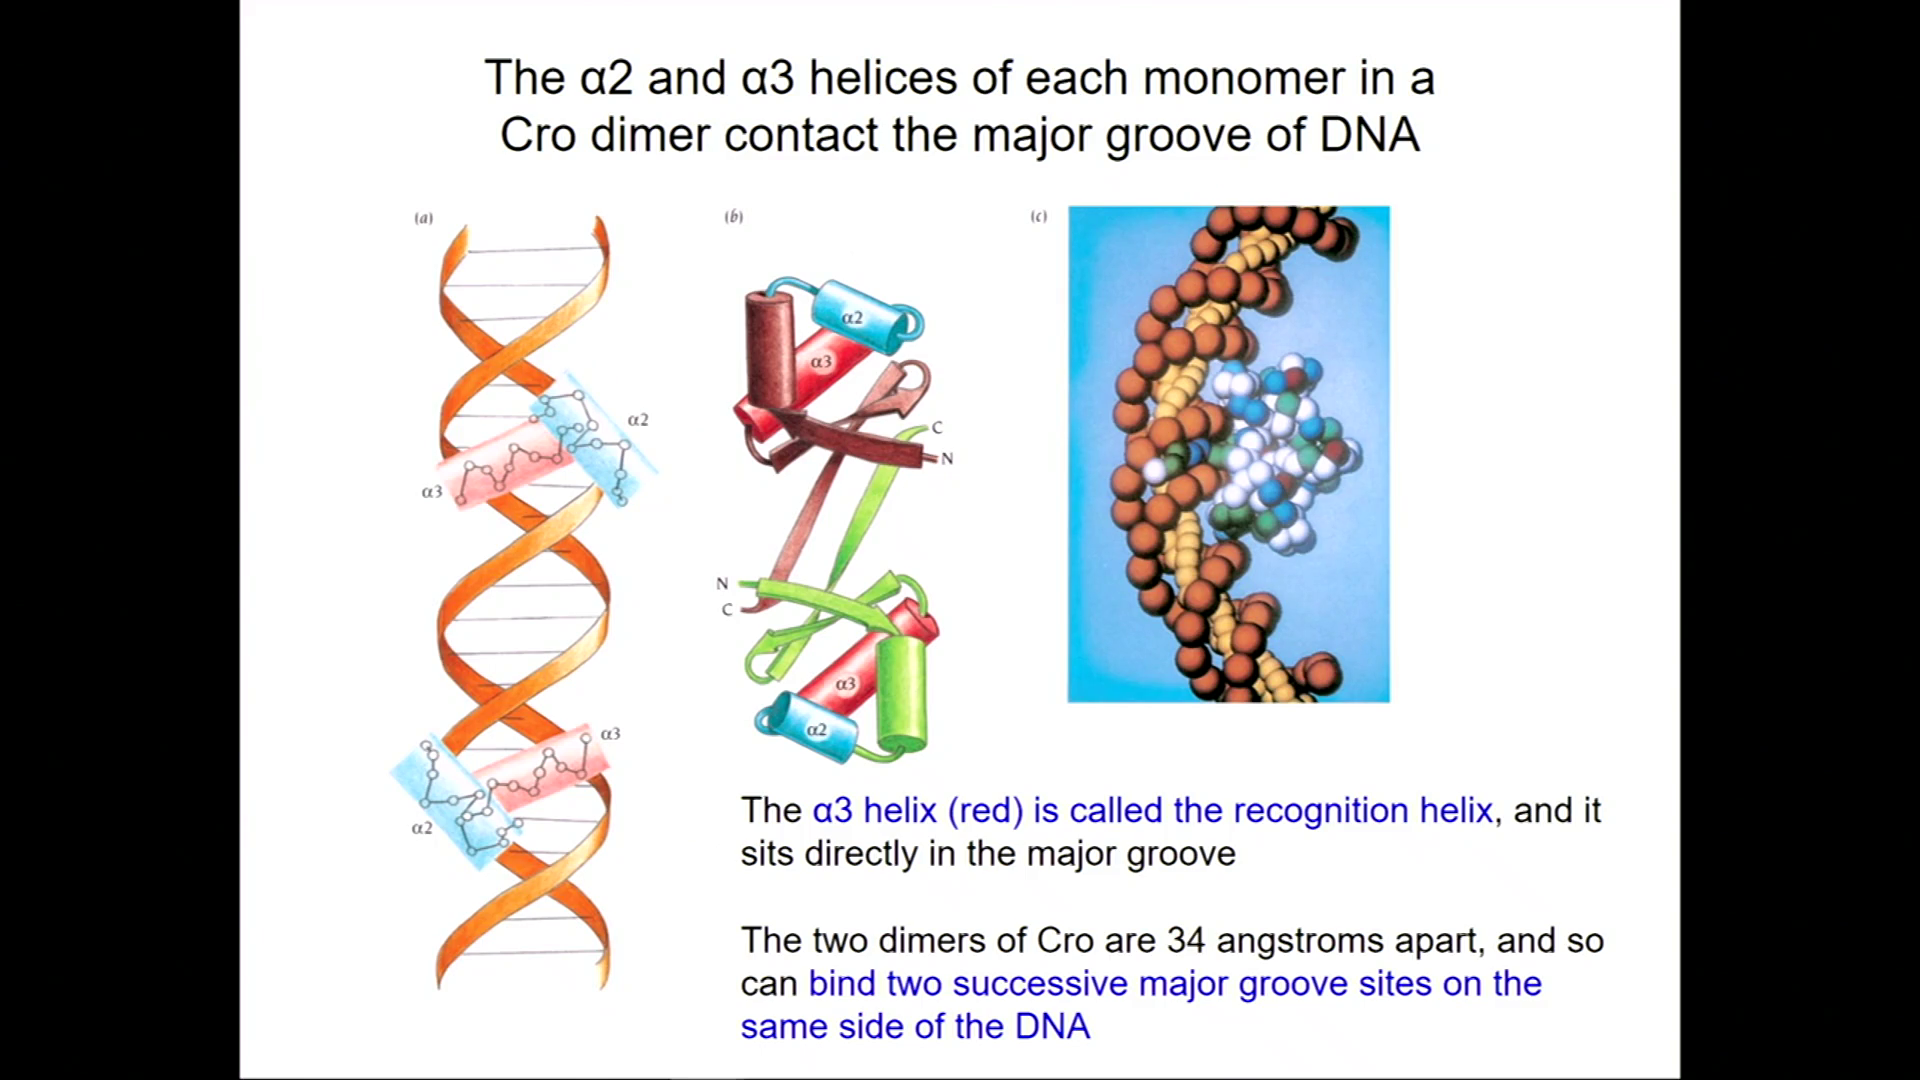 The α2 and α3 helices of each monomer in a
Cro dimer contact the major groove of DNA
(a)
α2
α3
α3
α2
(b)
α2
α3
C
N
N
C
α3
α2
(c)
The α3 helix (red) is called the recognition helix, and it
sits directly in the major groove
The two dimers of Cro are 34 angstroms apart, and so
can bind two successive major groove sites on the
same side of the DNA